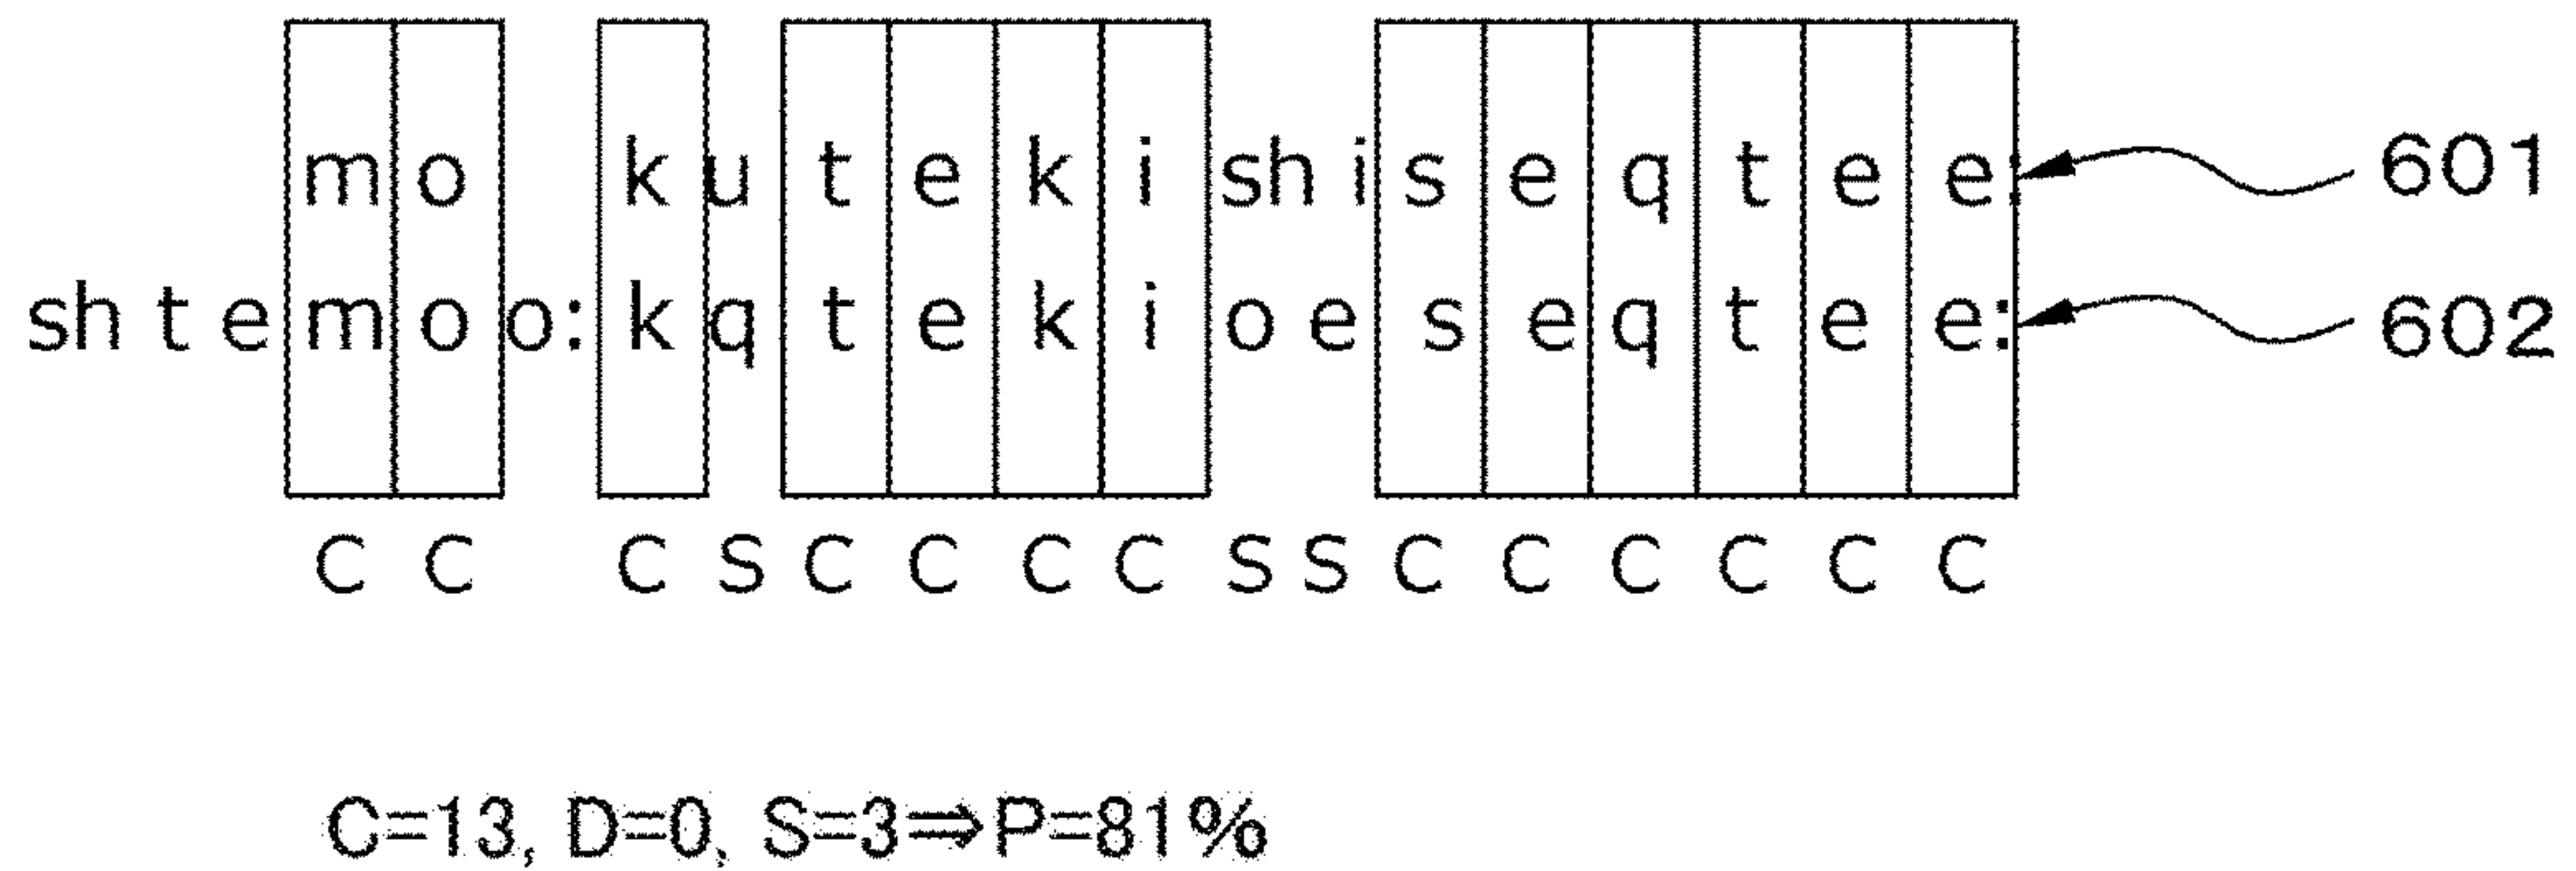 m o k u t e k i sh i s e q t e e: 601
sh t e m o o: k q t e k i o e s e q t e e: 602
C C C S C C C C S S C C C C C C
C=13, D=0, S=3⇒P=81%